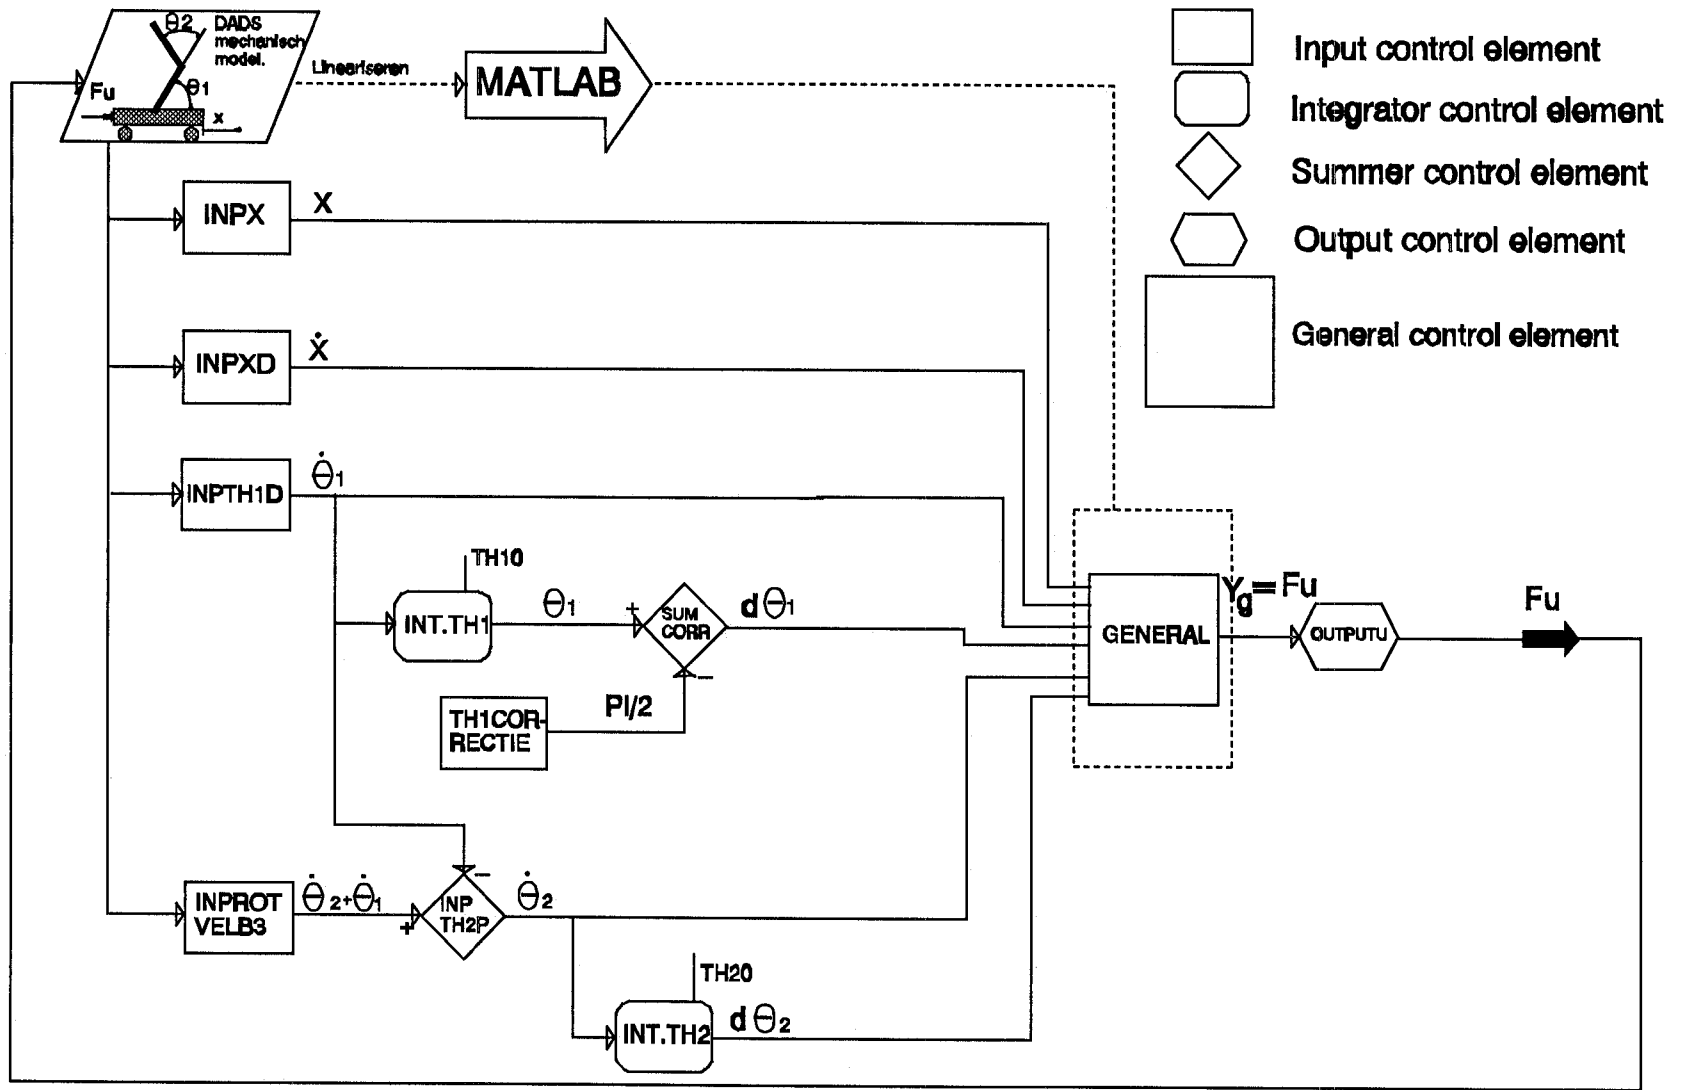 θ2
DADS
mechanisch
model.
Fu
θ1
x
Lineariseren
MATLAB
Input control element
Integrator control element
Summer control element
Output control element
General control element
INPX
X
INPXD
Ẋ
INPTH1D
θ̇1
TH10
INT.TH1
θ1
+
SUM
CORR
dθ1
−
PI/2
TH1COR-
RECTIE
GENERAL
Yg=Fu
OUTPUTU
Fu
INPROT
VELB3
θ̇2+θ̇1
+
−
INP
TH2P
θ̇2
TH20
INT.TH2
dθ2